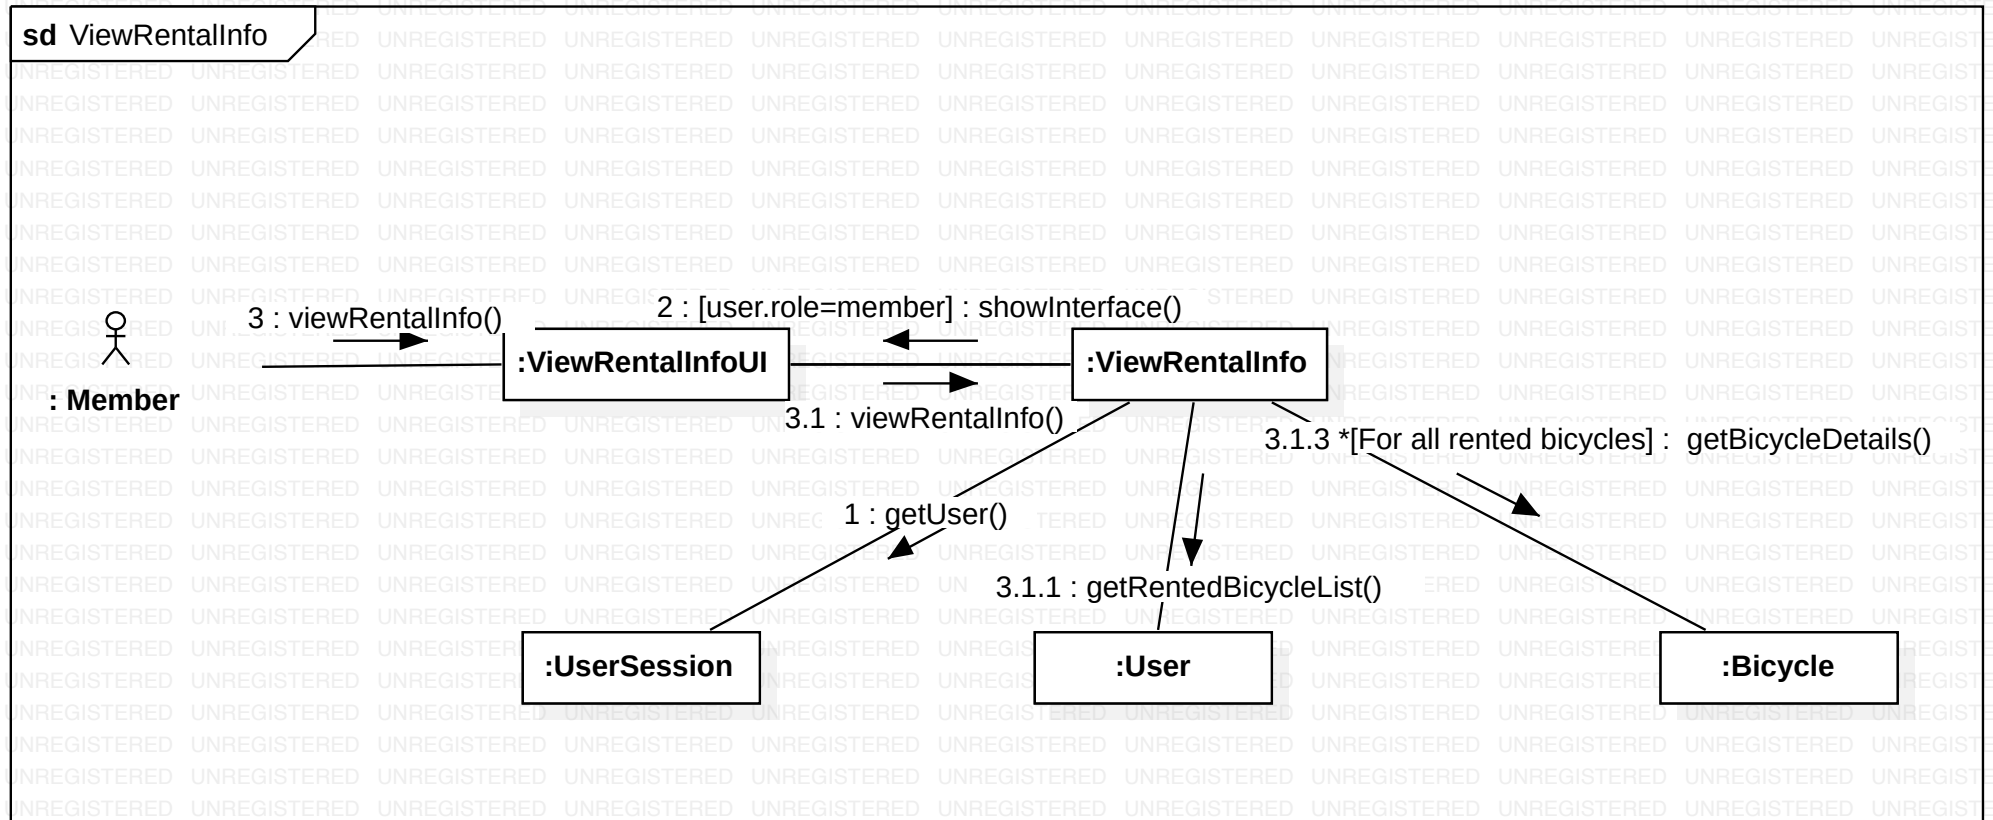 sd ViewRentalInfo
3 : viewRentalInfo()
2 : [user.role=member] : showInterface()
:ViewRentalInfoUI
:ViewRentalInfo
: Member
3.1 : viewRentalInfo()
3.1.3 *[For all rented bicycles] : getBicycleDetails()
1 : getUser()
3.1.1 : getRentedBicycleList()
:UserSession
:User
:Bicycle
UNREGISTERED